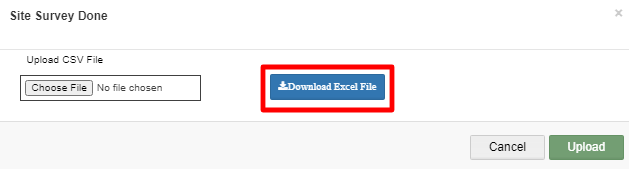 Site Survey Done
×
Upload CSV File
Choose File No file chosen
Download Excel File
Cancel
Upload